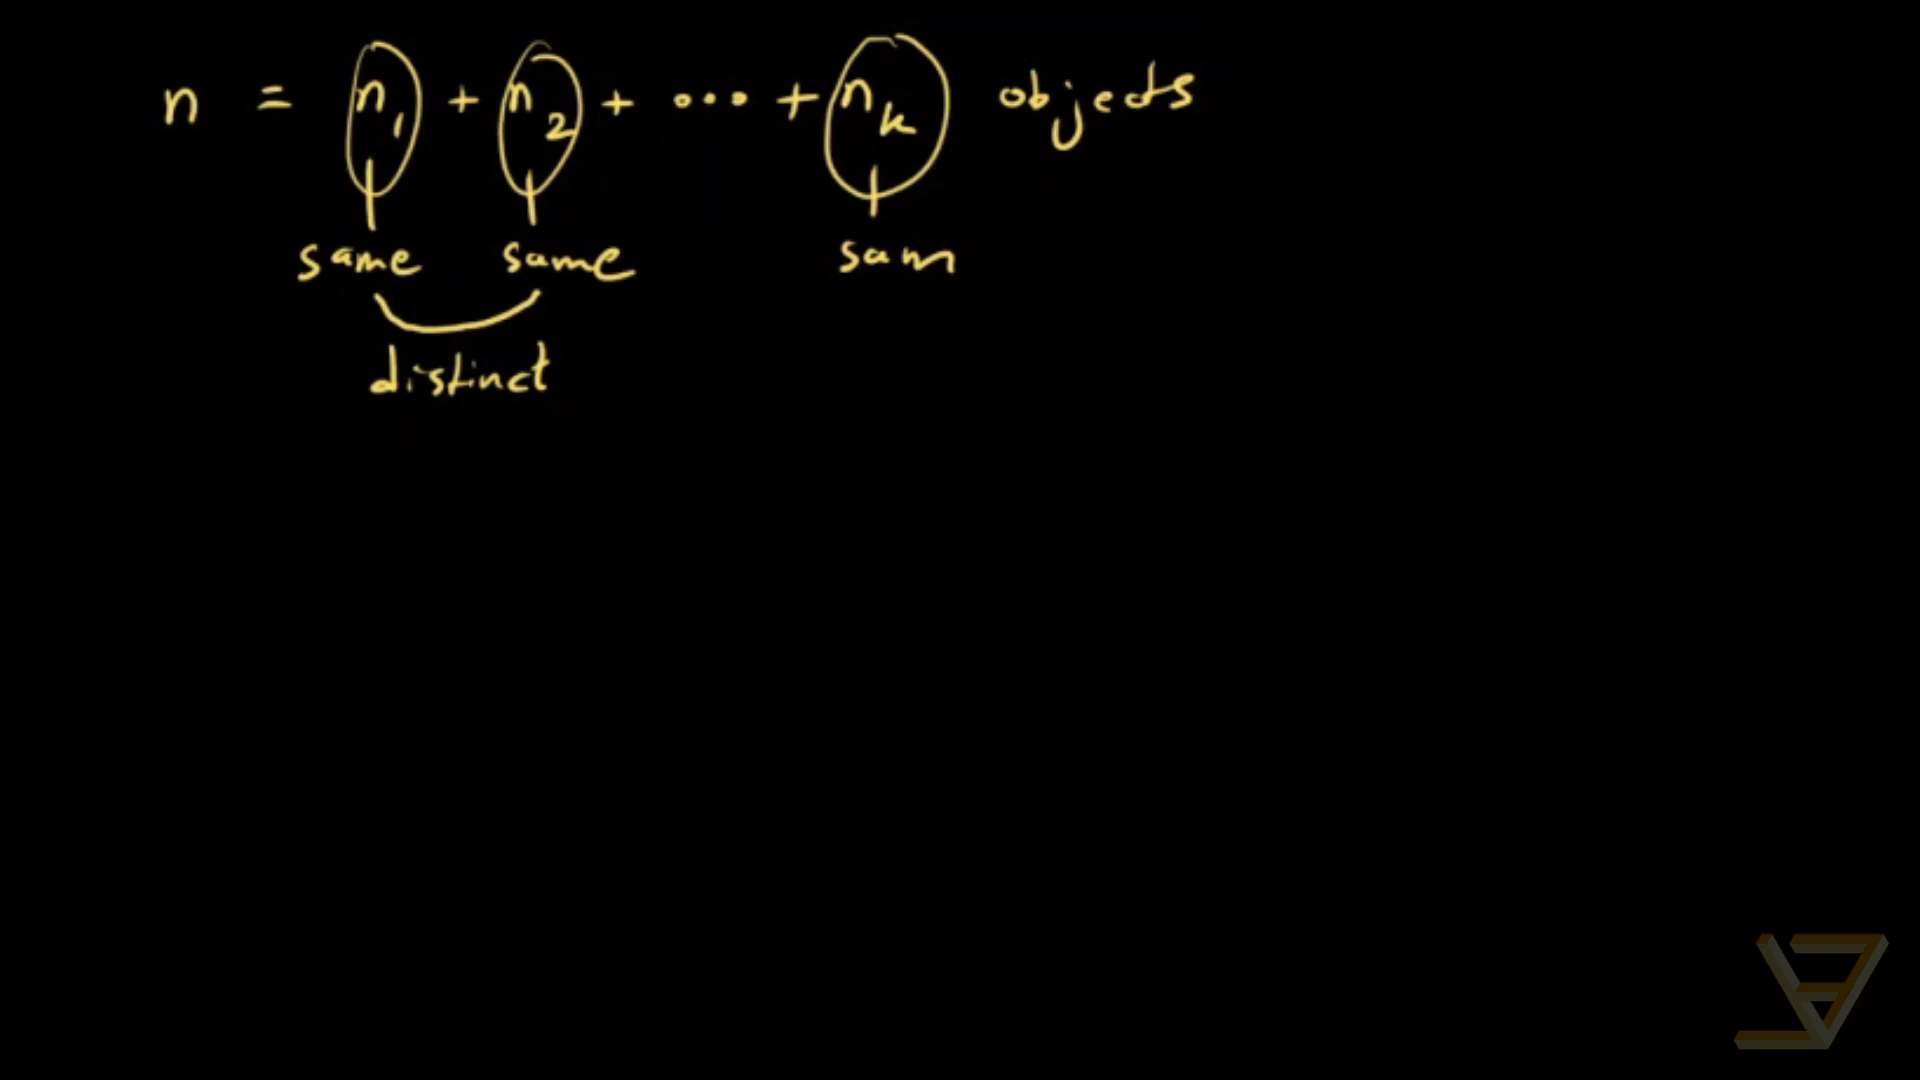 n = n₁ + n₂ + ... + nₖ objects
same same sam
distinct